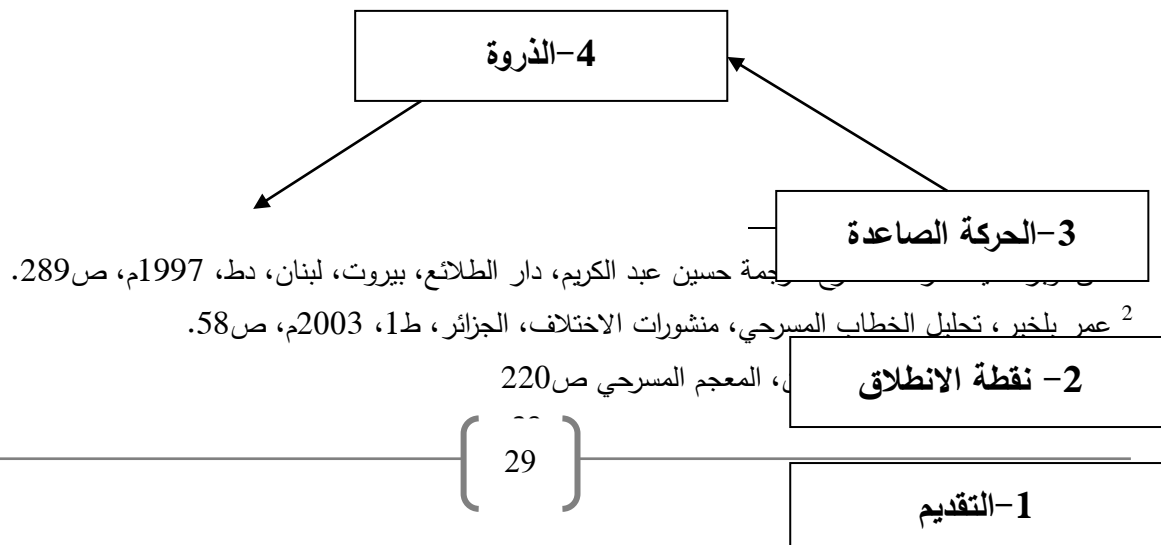 4-الذروة
3-الحركة الصاعدة
حسين عبد الكريم، دار الطلائع، بيروت، لبنان، دط، 1997م، ص289.
2 عمر بلخير، تحليل الخطاب المسرحي، منشورات الاختلاف، الجزائر، ط1، 2003م، ص58.
2- نقطة الانطلاق
، المعجم المسرحي ص220
29
1-التقديم